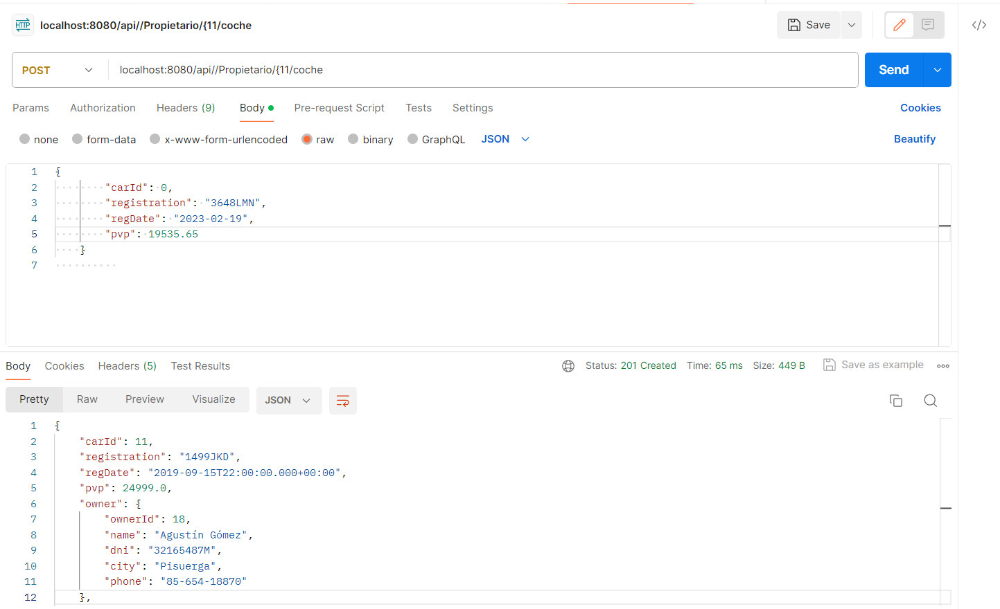 HTTP localhost:8080/api//Propietario/{11/coche Save
POST localhost:8080/api//Propietario/{11/coche Send
Params Authorization Headers (9) Body Pre-request Script Tests Settings Cookies
none form-data x-www-form-urlencoded raw binary GraphQL JSON Beautify
1 {
2 "carId": 0,
3 "registration": "3648LMN",
4 "regDate": "2023-02-19",
5 "pvp": 19535.65
6 }
7
Body Cookies Headers (5) Test Results Status: 201 Created Time: 65 ms Size: 449 B Save as example
Pretty Raw Preview Visualize JSON
1 {
2 "carId": 11,
3 "registration": "1499JKD",
4 "regDate": "2019-09-15T22:00:00.000+00:00",
5 "pvp": 24999.0,
6 "owner": {
7 "ownerId": 18,
8 "name": "Agustín Gómez",
9 "dni": "32165487M",
10 "city": "Pisuerga",
11 "phone": "85-654-18870"
12 },